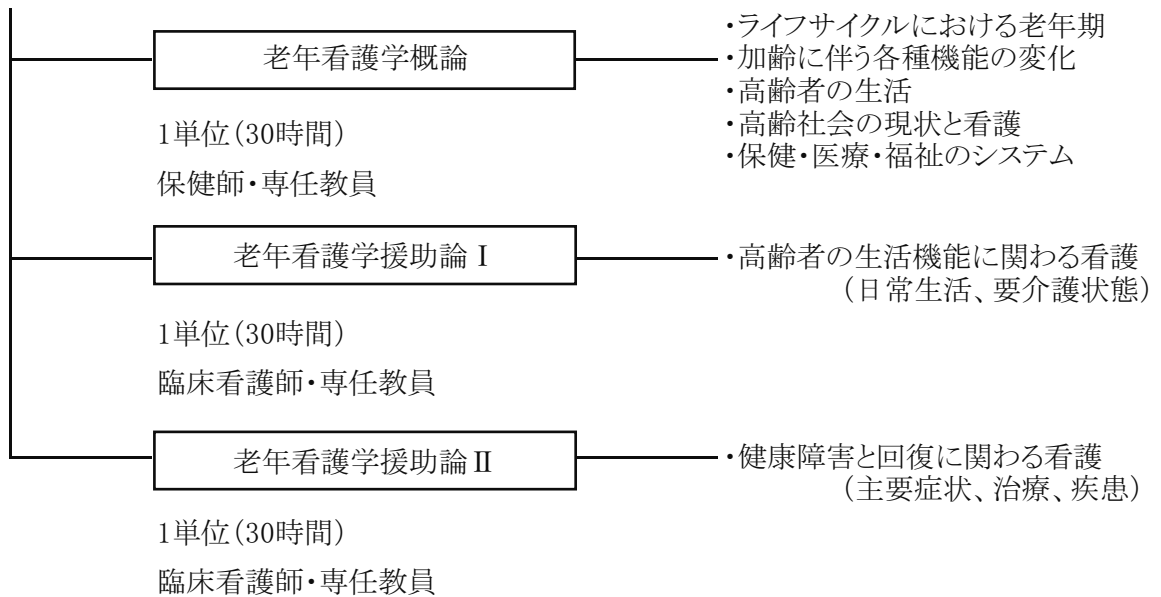 老年看護学概論
1単位(30時間)
保健師・専任教員
・ライフサイクルにおける老年期
・加齢に伴う各種機能の変化
・高齢者の生活
・高齢社会の現状と看護
・保健・医療・福祉のシステム
老年看護学援助論Ⅰ
1単位(30時間)
臨床看護師・専任教員
・高齢者の生活機能に関わる看護
(日常生活、要介護状態)
老年看護学援助論Ⅱ
1単位(30時間)
臨床看護師・専任教員
・健康障害と回復に関わる看護
(主要症状、治療、疾患)